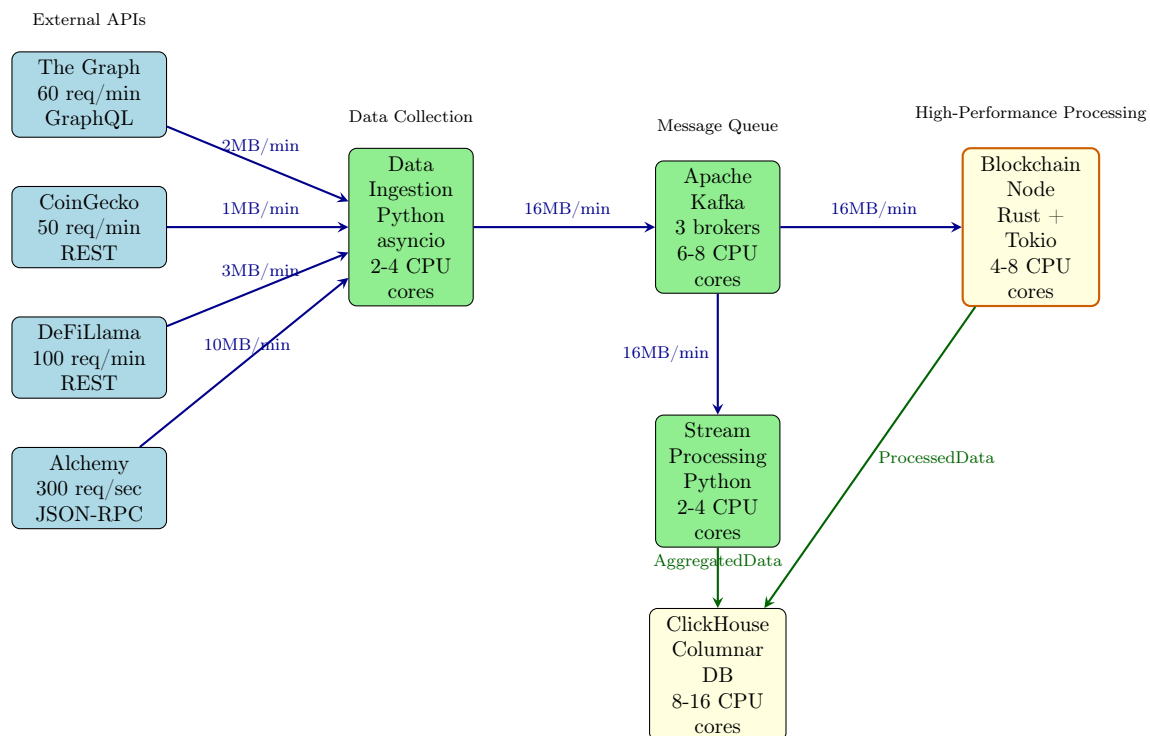 External APIs
The Graph
60 req/min
GraphQL
CoinGecko
50 req/min
REST
DeFiLlama
100 req/min
REST
Alchemy
300 req/sec
JSON-RPC
2MB/min
1MB/min
3MB/min
10MB/min
Data Collection
Data
Ingestion
Python
asyncio
2-4 CPU
cores
16MB/min
Message Queue
Apache
Kafka
3 brokers
6-8 CPU
cores
16MB/min
High-Performance Processing
Blockchain
Node
Rust +
Tokio
4-8 CPU
cores
16MB/min
Stream
Processing
Python
2-4 CPU
cores
ProcessedData
AggregatedData
ClickHouse
Columnar
DB
8-16 CPU
cores